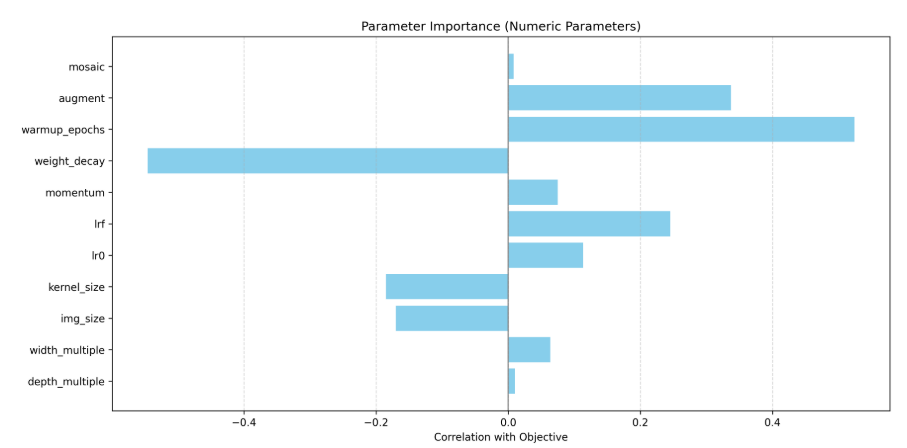 Parameter Importance (Numeric Parameters)
mosaic
augment
warmup_epochs
weight_decay
momentum
lrf
lr0
kernel_size
img_size
width_multiple
depth_multiple
−0.4 −0.2 0.0 0.2 0.4
Correlation with Objective